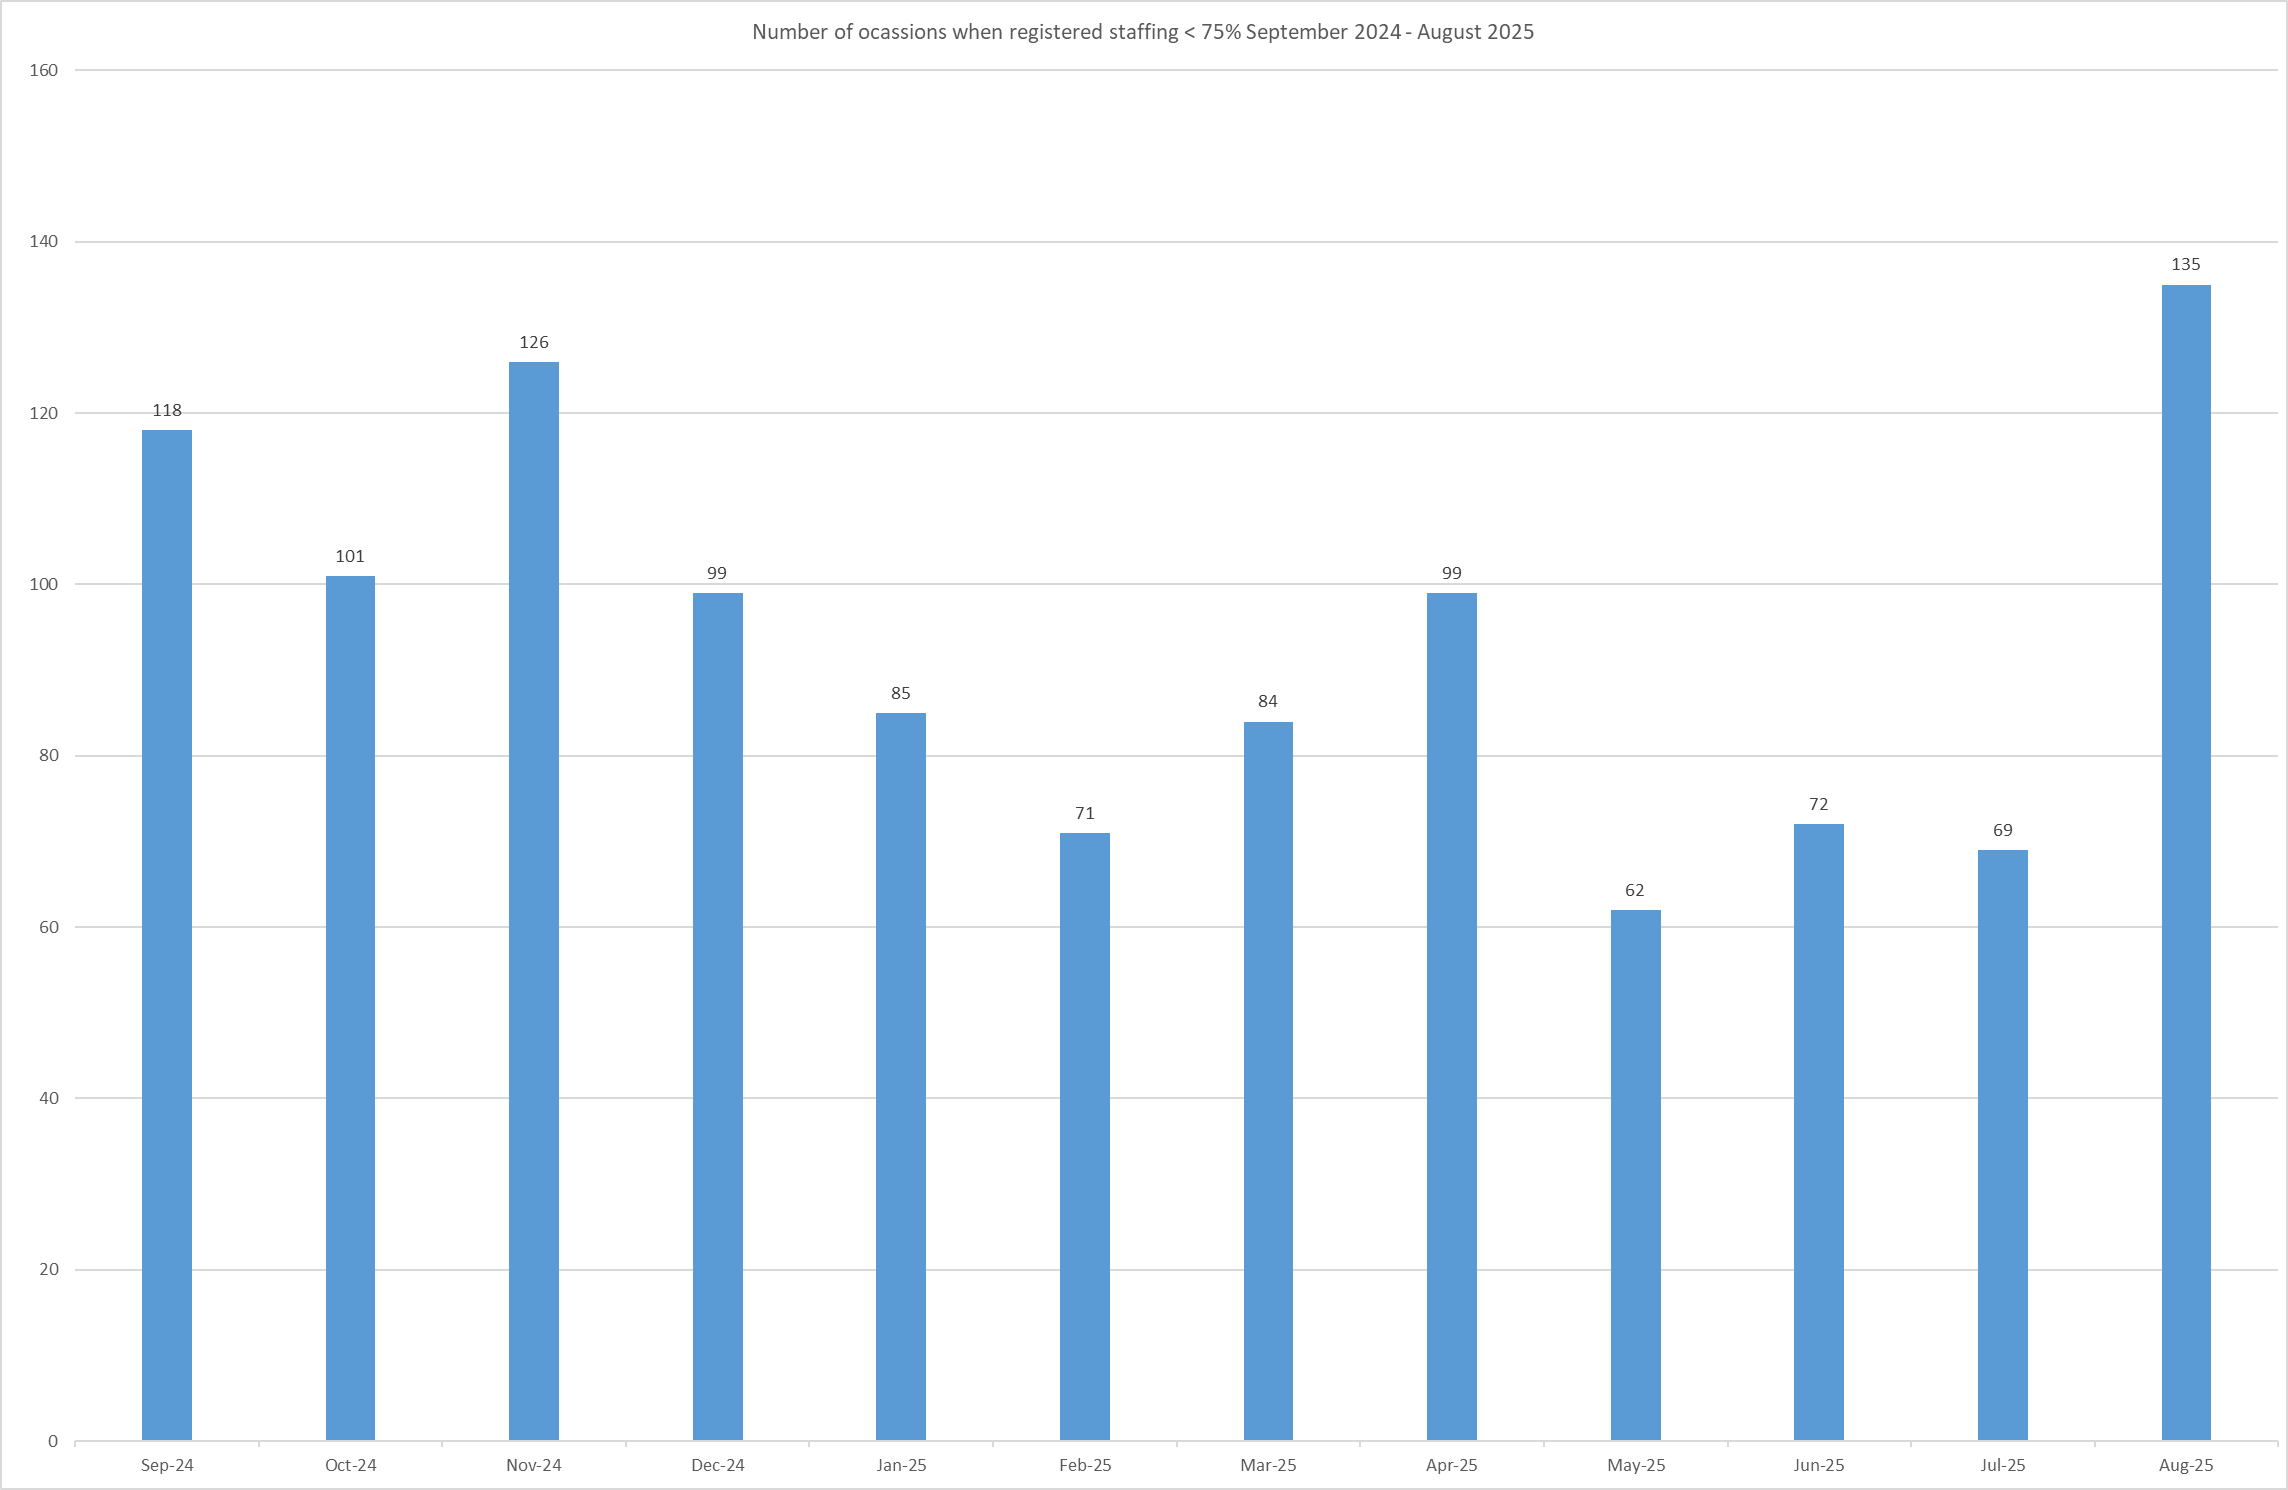 Number of ocassions when registered staffing < 75% September 2024 - August 2025
160
140
120
100
80
60
40
20
0
118
101
126
99
85
71
84
99
62
72
69
135
Sep-24
Oct-24
Nov-24
Dec-24
Jan-25
Feb-25
Mar-25
Apr-25
May-25
Jun-25
Jul-25
Aug-25